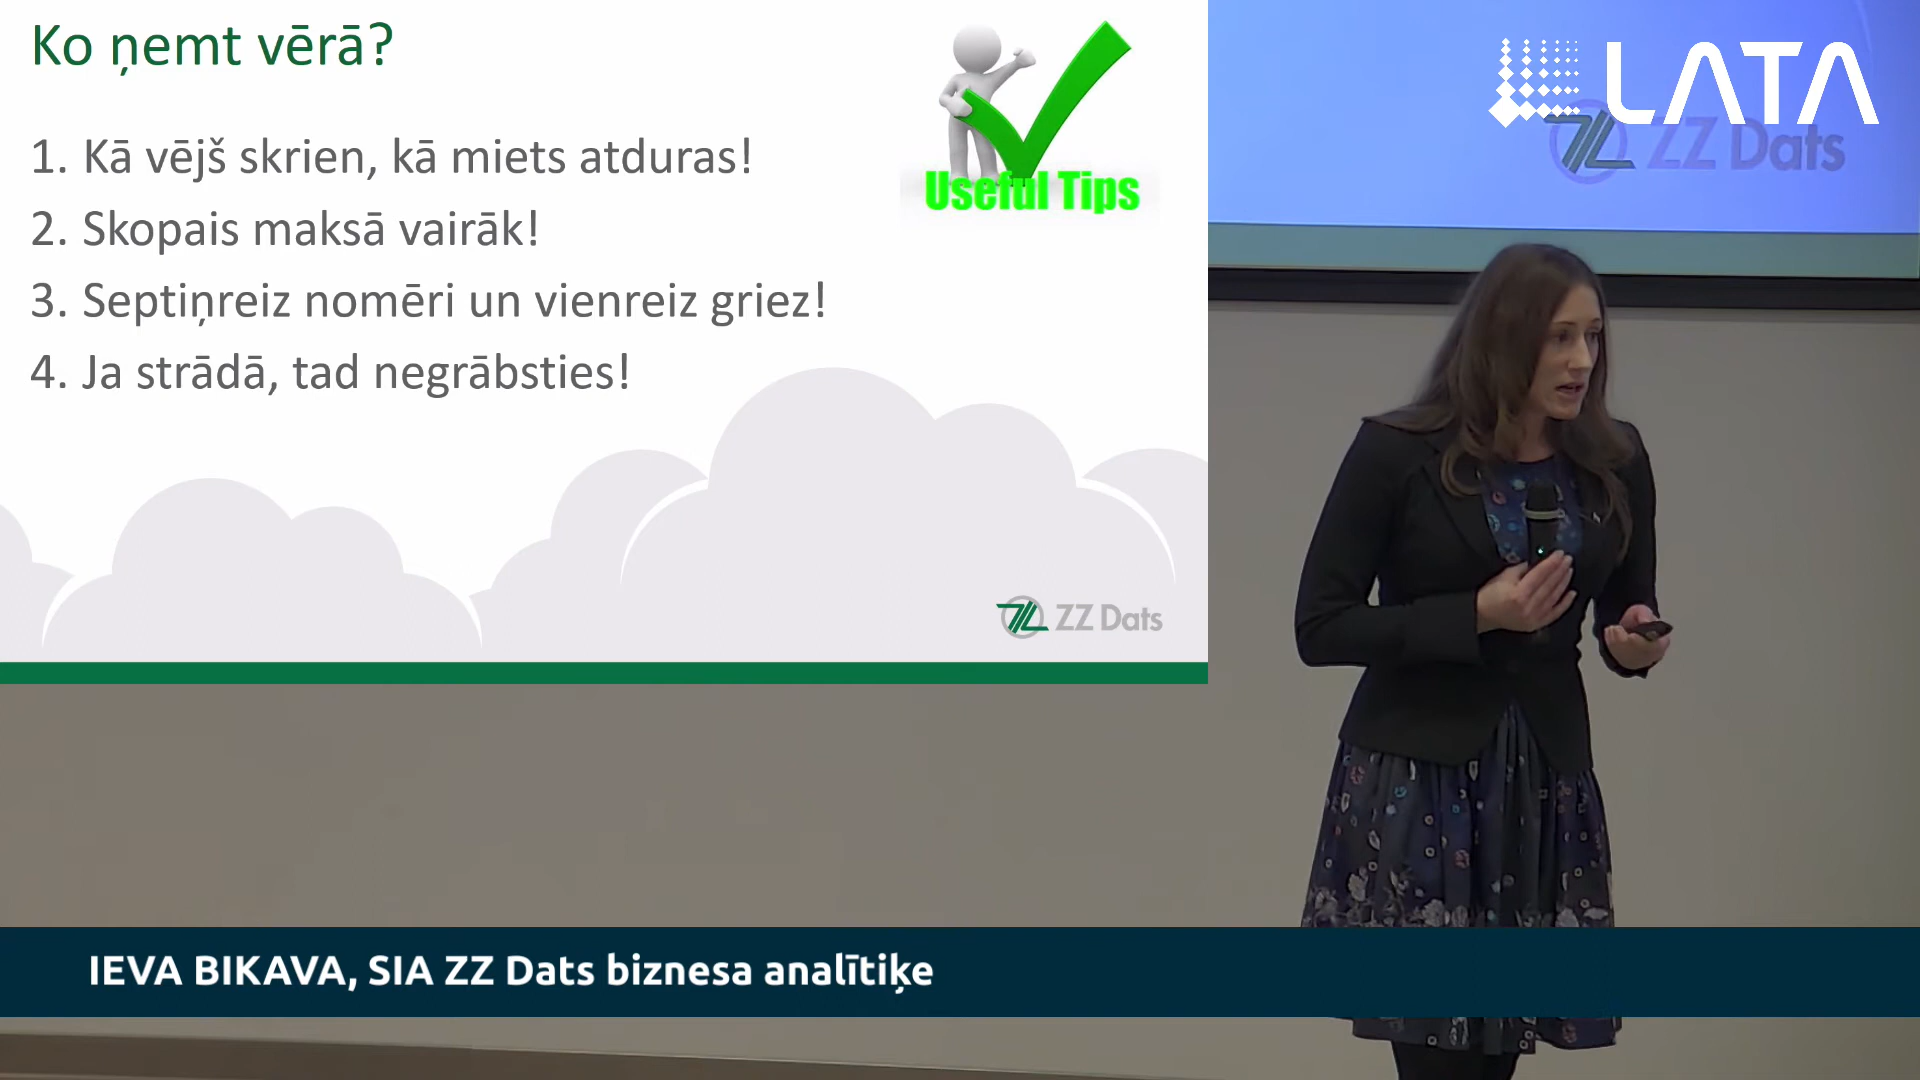 Ko ņemt vērā?
1. Kā vējš skrien, kā miets atduras!
2. Skopais maksā vairāk!
3. Septiņreiz nomēri un vienreiz griez!
4. Ja strādā, tad negrābsties!
Useful Tips
ZZ Dats
LATA
ZZ Dats
IEVA BIKAVA, SIA ZZ Dats biznesa analītiķe